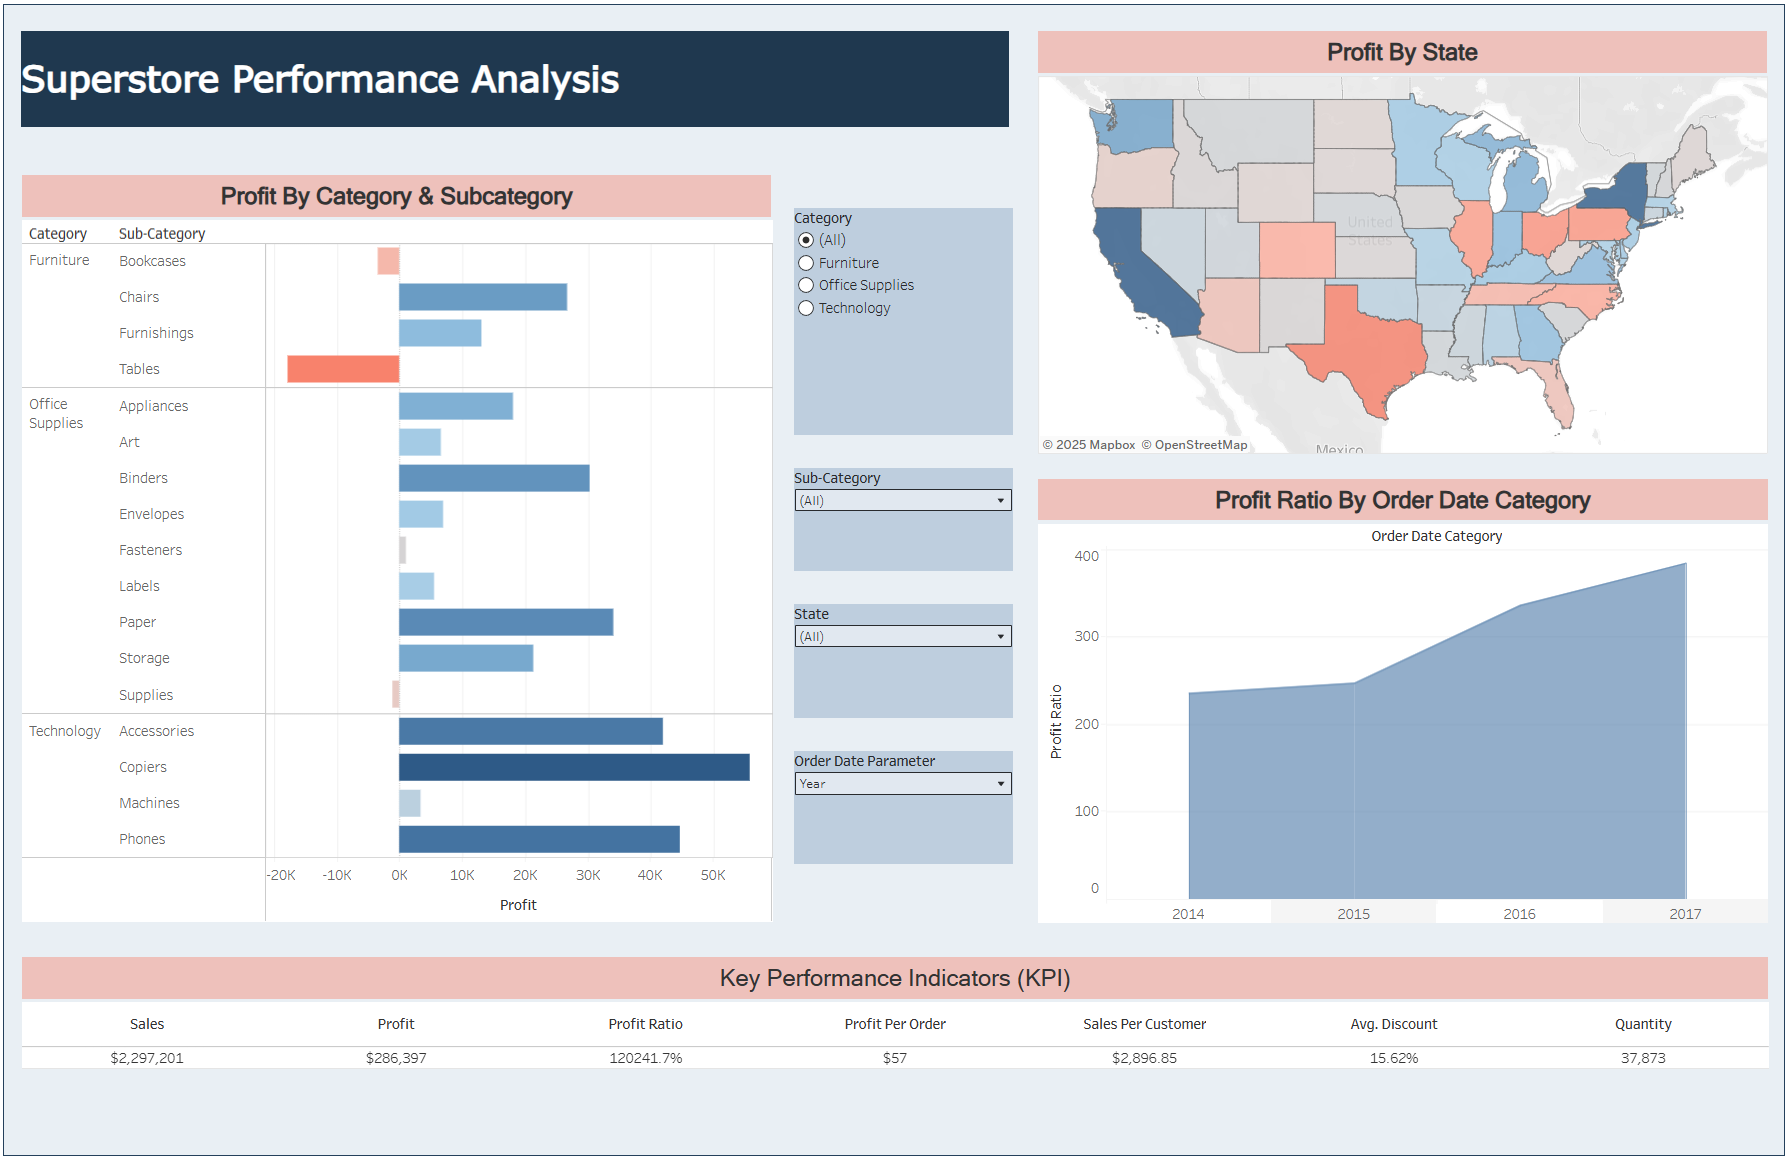 Superstore Performance Analysis
Profit By Category & Subcategory
Category Sub-Category
Furniture Bookcases
Chairs
Furnishings
Tables
Office Supplies Appliances
Art
Binders
Envelopes
Fasteners
Labels
Paper
Storage
Supplies
Technology Accessories
Copiers
Machines
Phones
-20K -10K 0K 10K 20K 30K 40K 50K
Profit
Category
(All)
Furniture
Office Supplies
Technology
Sub-Category
(All)
State
(All)
Order Date Parameter
Year
Profit By State
United
States
Mexico
© 2025 Mapbox © OpenStreetMap
Profit Ratio By Order Date Category
Order Date Category
Profit Ratio
400
300
200
100
0
2014 2015 2016 2017
Key Performance Indicators (KPI)
Sales Profit Profit Ratio Profit Per Order Sales Per Customer Avg. Discount Quantity
$2,297,201 $286,397 120241.7% $57 $2,896.85 15.62% 37,873